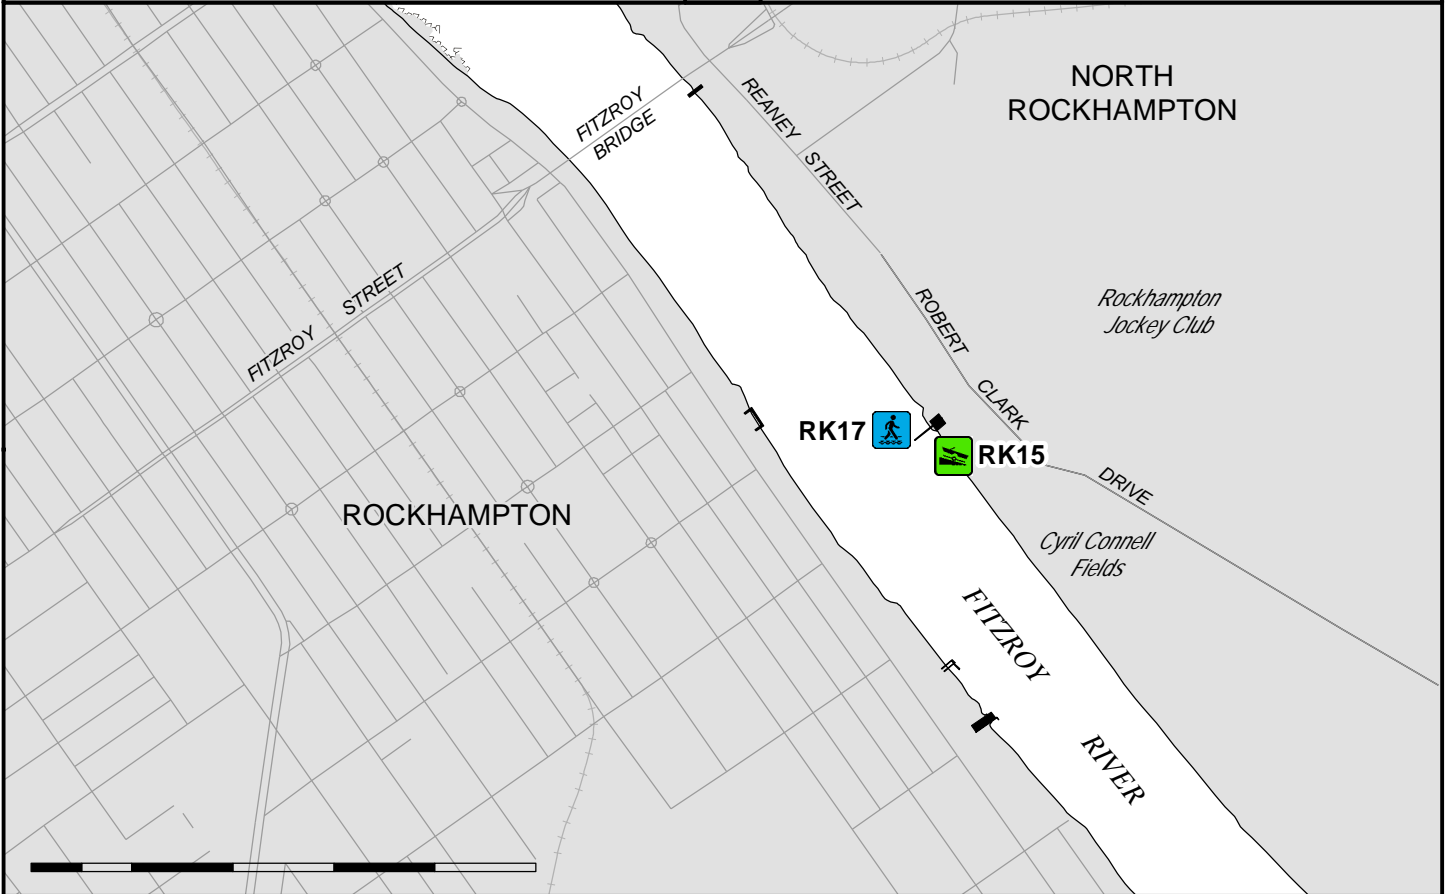 NORTH
ROCKHAMPTON
FITZROY
BRIDGE
REANEY
STREET
FITZROY STREET
ROBERT
CLARK
DRIVE
Rockhampton
Jockey Club
RK17
RK15
ROCKHAMPTON
Cyril Connell
Fields
FITZROY
RIVER